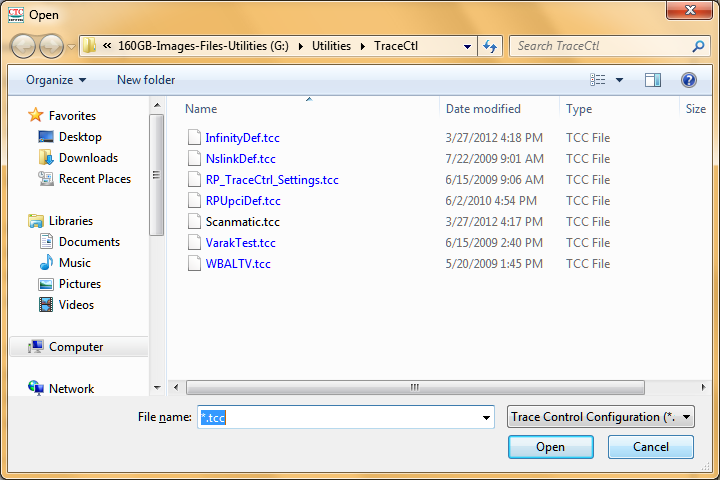 Open
« 160GB-Images-Files-Utilities (G:) ▸ Utilities ▸ TraceCtl
Search TraceCtl
Organize New folder
Name Date modified Type Size
Favorites
Desktop
Downloads
Recent Places
Libraries
Documents
Music
Pictures
Videos
Computer
Network
InfinityDef.tcc 3/27/2012 4:18 PM TCC File
NslinkDef.tcc 7/22/2009 9:01 AM TCC File
RP_TraceCtrl_Settings.tcc 6/15/2009 9:06 AM TCC File
RPUpciDef.tcc 6/2/2010 4:54 PM TCC File
Scanmatic.tcc 3/27/2012 4:17 PM TCC File
VarakTest.tcc 6/15/2009 2:40 PM TCC File
WBALTV.tcc 5/20/2009 1:45 PM TCC File
File name: *.tcc
Trace Control Configuration (*.
Open Cancel